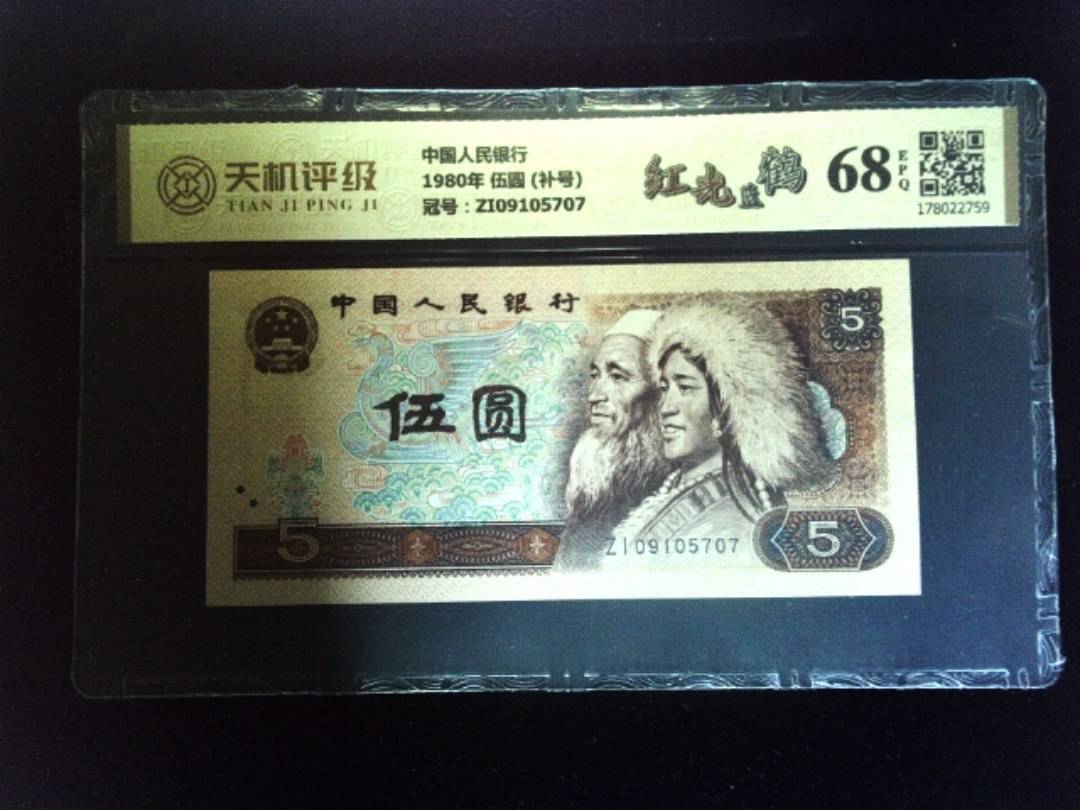 天机评级
TIAN JI PING JI
中国人民银行
1980年 伍圆 (补号)
冠号：ZI09105707
红光蓝鹤
68
EPQ
178022759
中国人民银行
5
伍圆
5
ZI09105707
5